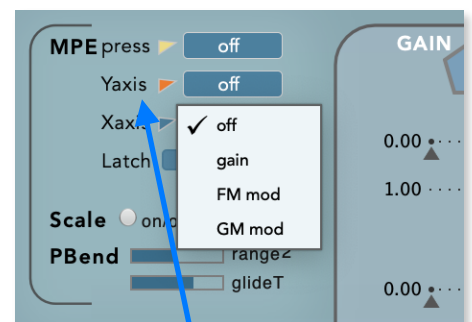 MPE press off
GAIN
Yaxis off
Xaxis
✓ off
gain
FM mod
GM mod
Latch
0.00
1.00
Scale on/o
PBend range2
glideT
0.00